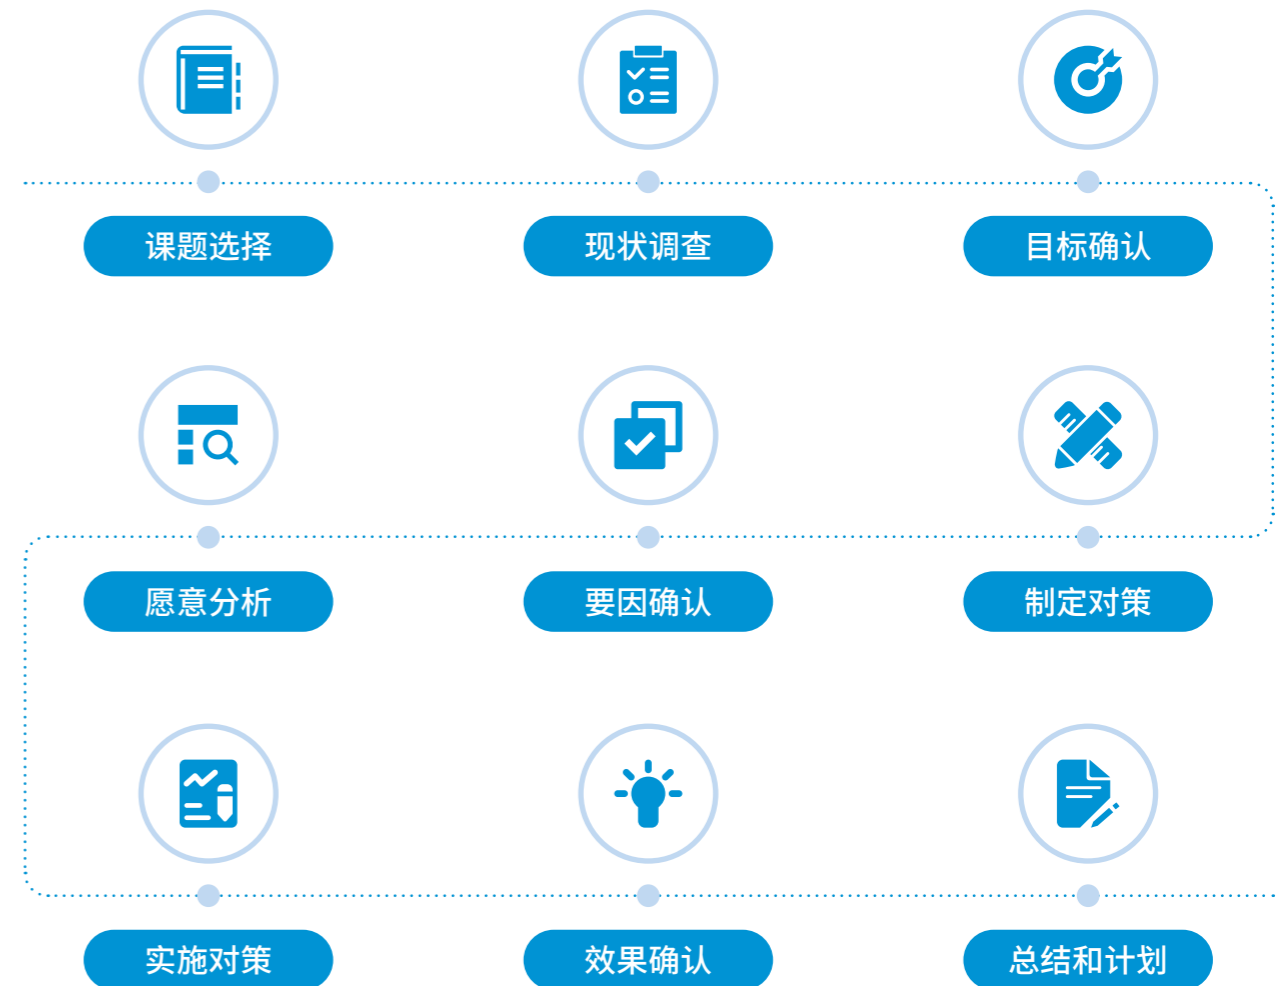 课题选择
现状调查
目标确认
愿意分析
要因确认
制定对策
实施对策
效果确认
总结和计划